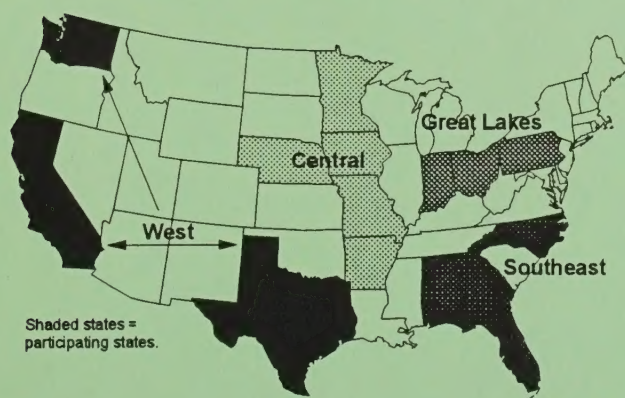 Great Lakes
Central
West
Southeast
Shaded states =
participating states.